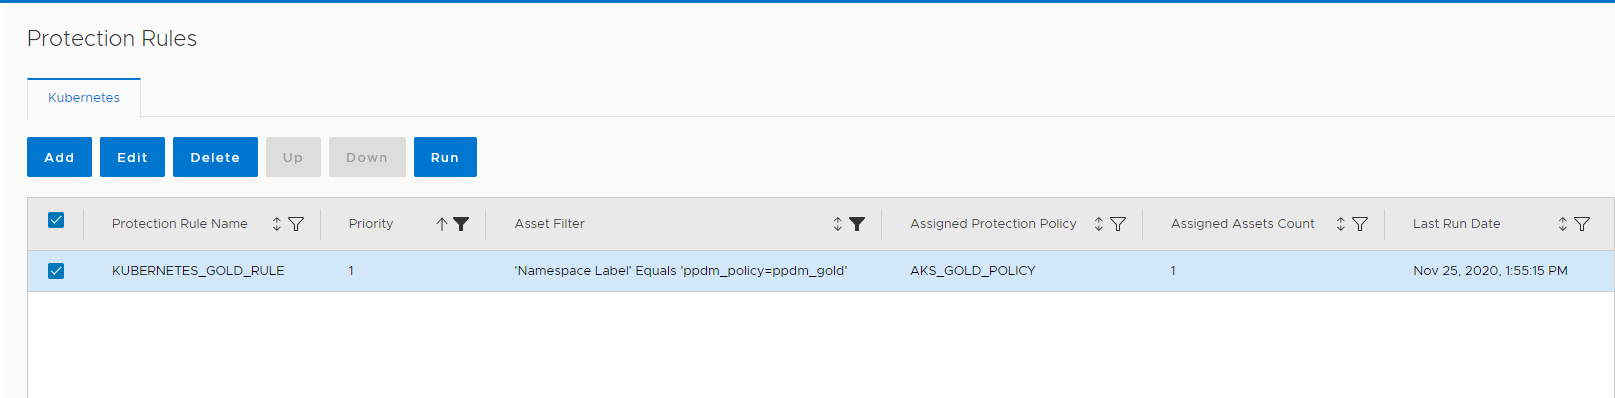 Protection Rules
Kubernetes
Add Edit Delete Up Down Run
Protection Rule Name Priority Asset Filter Assigned Protection Policy Assigned Assets Count Last Run Date
KUBERNETES_GOLD_RULE 1 'Namespace Label' Equals 'ppdm_policy=ppdm_gold' AKS_GOLD_POLICY 1 Nov 25, 2020, 1:55:15 PM